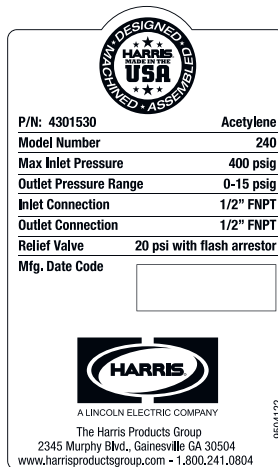 DESIGNED
MACHINED • ASSEMBLED
HARRIS
MADE IN THE
USA
P/N: 4301530 Acetylene
Model Number 240
Max Inlet Pressure 400 psig
Outlet Pressure Range 0-15 psig
Inlet Connection 1/2” FNPT
Outlet Connection 1/2” FNPT
Relief Valve 20 psi with flash arrestor
Mfg. Date Code
HARRIS®
A LINCOLN ELECTRIC COMPANY
The Harris Products Group
2345 Murphy Blvd., Gainesville GA 30504
www.harrisproductsgroup.com - 1.800.241.0804